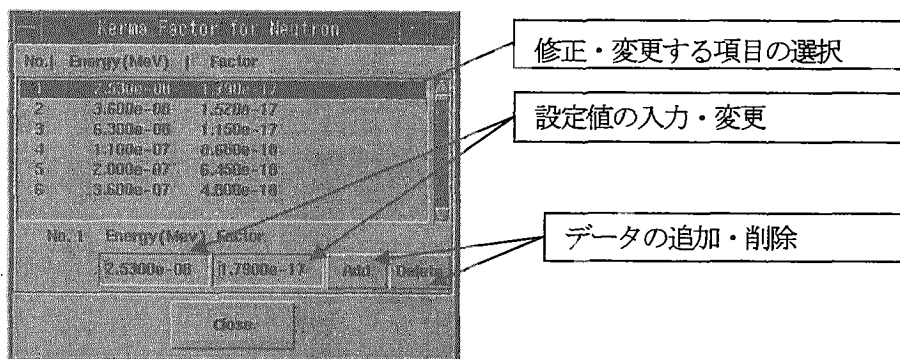 Kerma Factor for Neutron
No.| Energy(MeV) | Factor
1 2.530e-08 1.790e-17
2 3.600e-08 1.520e-17
3 6.300e-08 1.150e-17
4 1.100e-07 8.680e-18
5 2.000e-07 6.450e-18
6 3.600e-07 4.800e-18
No. 1 Energy(Mev) Factor
2.5300e-08 1.7900e-17 Add Delete
Close
修正・変更する項目の選択
設定値の入力・変更
データの追加・削除